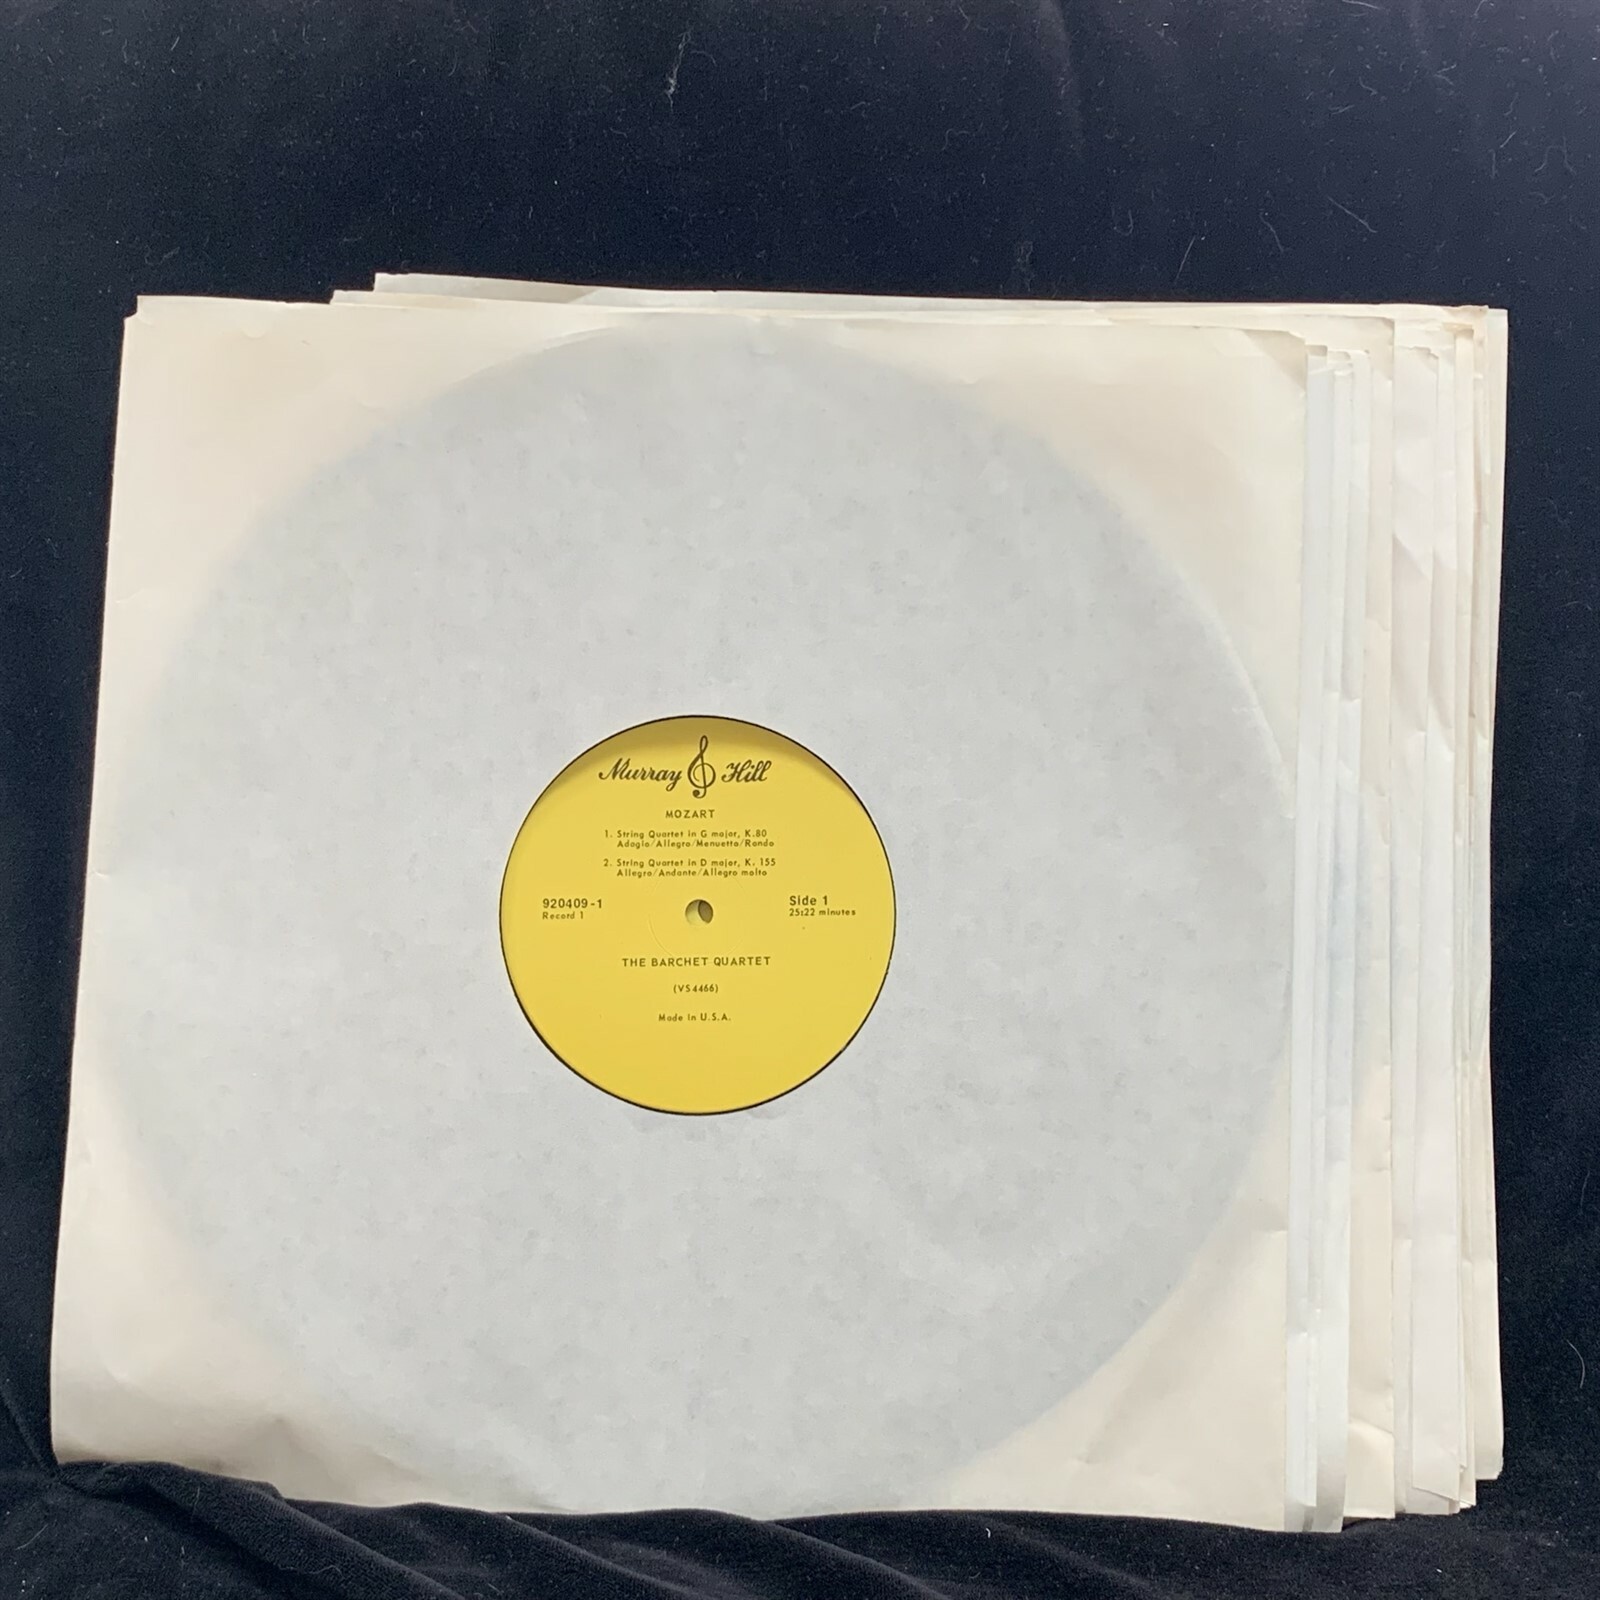 Murray Hill
MOZART
1. String Quartet in G major, K.80
Adagio/Allegro/Menuetto/Rondo
2. String Quartet in D major, K. 155
Allegro/Andante/Allegro molto
920409-1
Record 1
Side 1
25:22 minutes
THE BARCHET QUARTET
(VS4466)
Made in U.S.A.